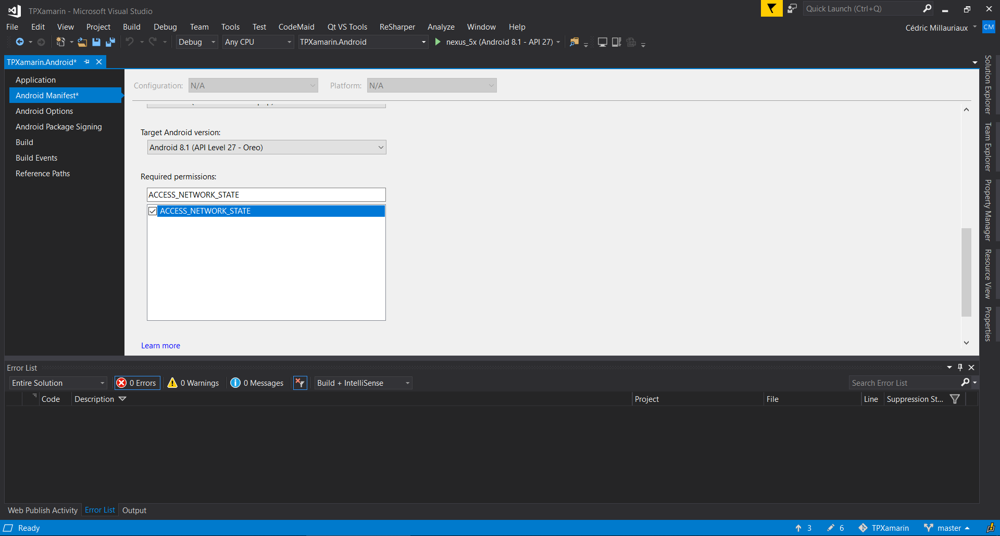 TPXamarin - Microsoft Visual Studio
Quick Launch (Ctrl+Q)
File Edit View Project Build Debug Team Tools Test CodeMaid Qt VS Tools ReSharper Analyze Window Help
Cédric Millauriaux CM
Debug Any CPU TPXamarin.Android nexus_5x (Android 8.1 - API 27)
TPXamarin.Android*
Application
Android Manifest*
Android Options
Android Package Signing
Build
Build Events
Reference Paths
Configuration: N/A Platform: N/A
Target Android version:
Android 8.1 (API Level 27 - Oreo)
Required permissions:
ACCESS_NETWORK_STATE
ACCESS_NETWORK_STATE
Learn more
Solution Explorer
Team Explorer
Property Manager
Resource View
Properties
Error List
Entire Solution 0 Errors 0 Warnings 0 Messages Build + IntelliSense Search Error List
Code Description Project File Line Suppression St...
Web Publish Activity Error List Output
Ready 3 6 TPXamarin master